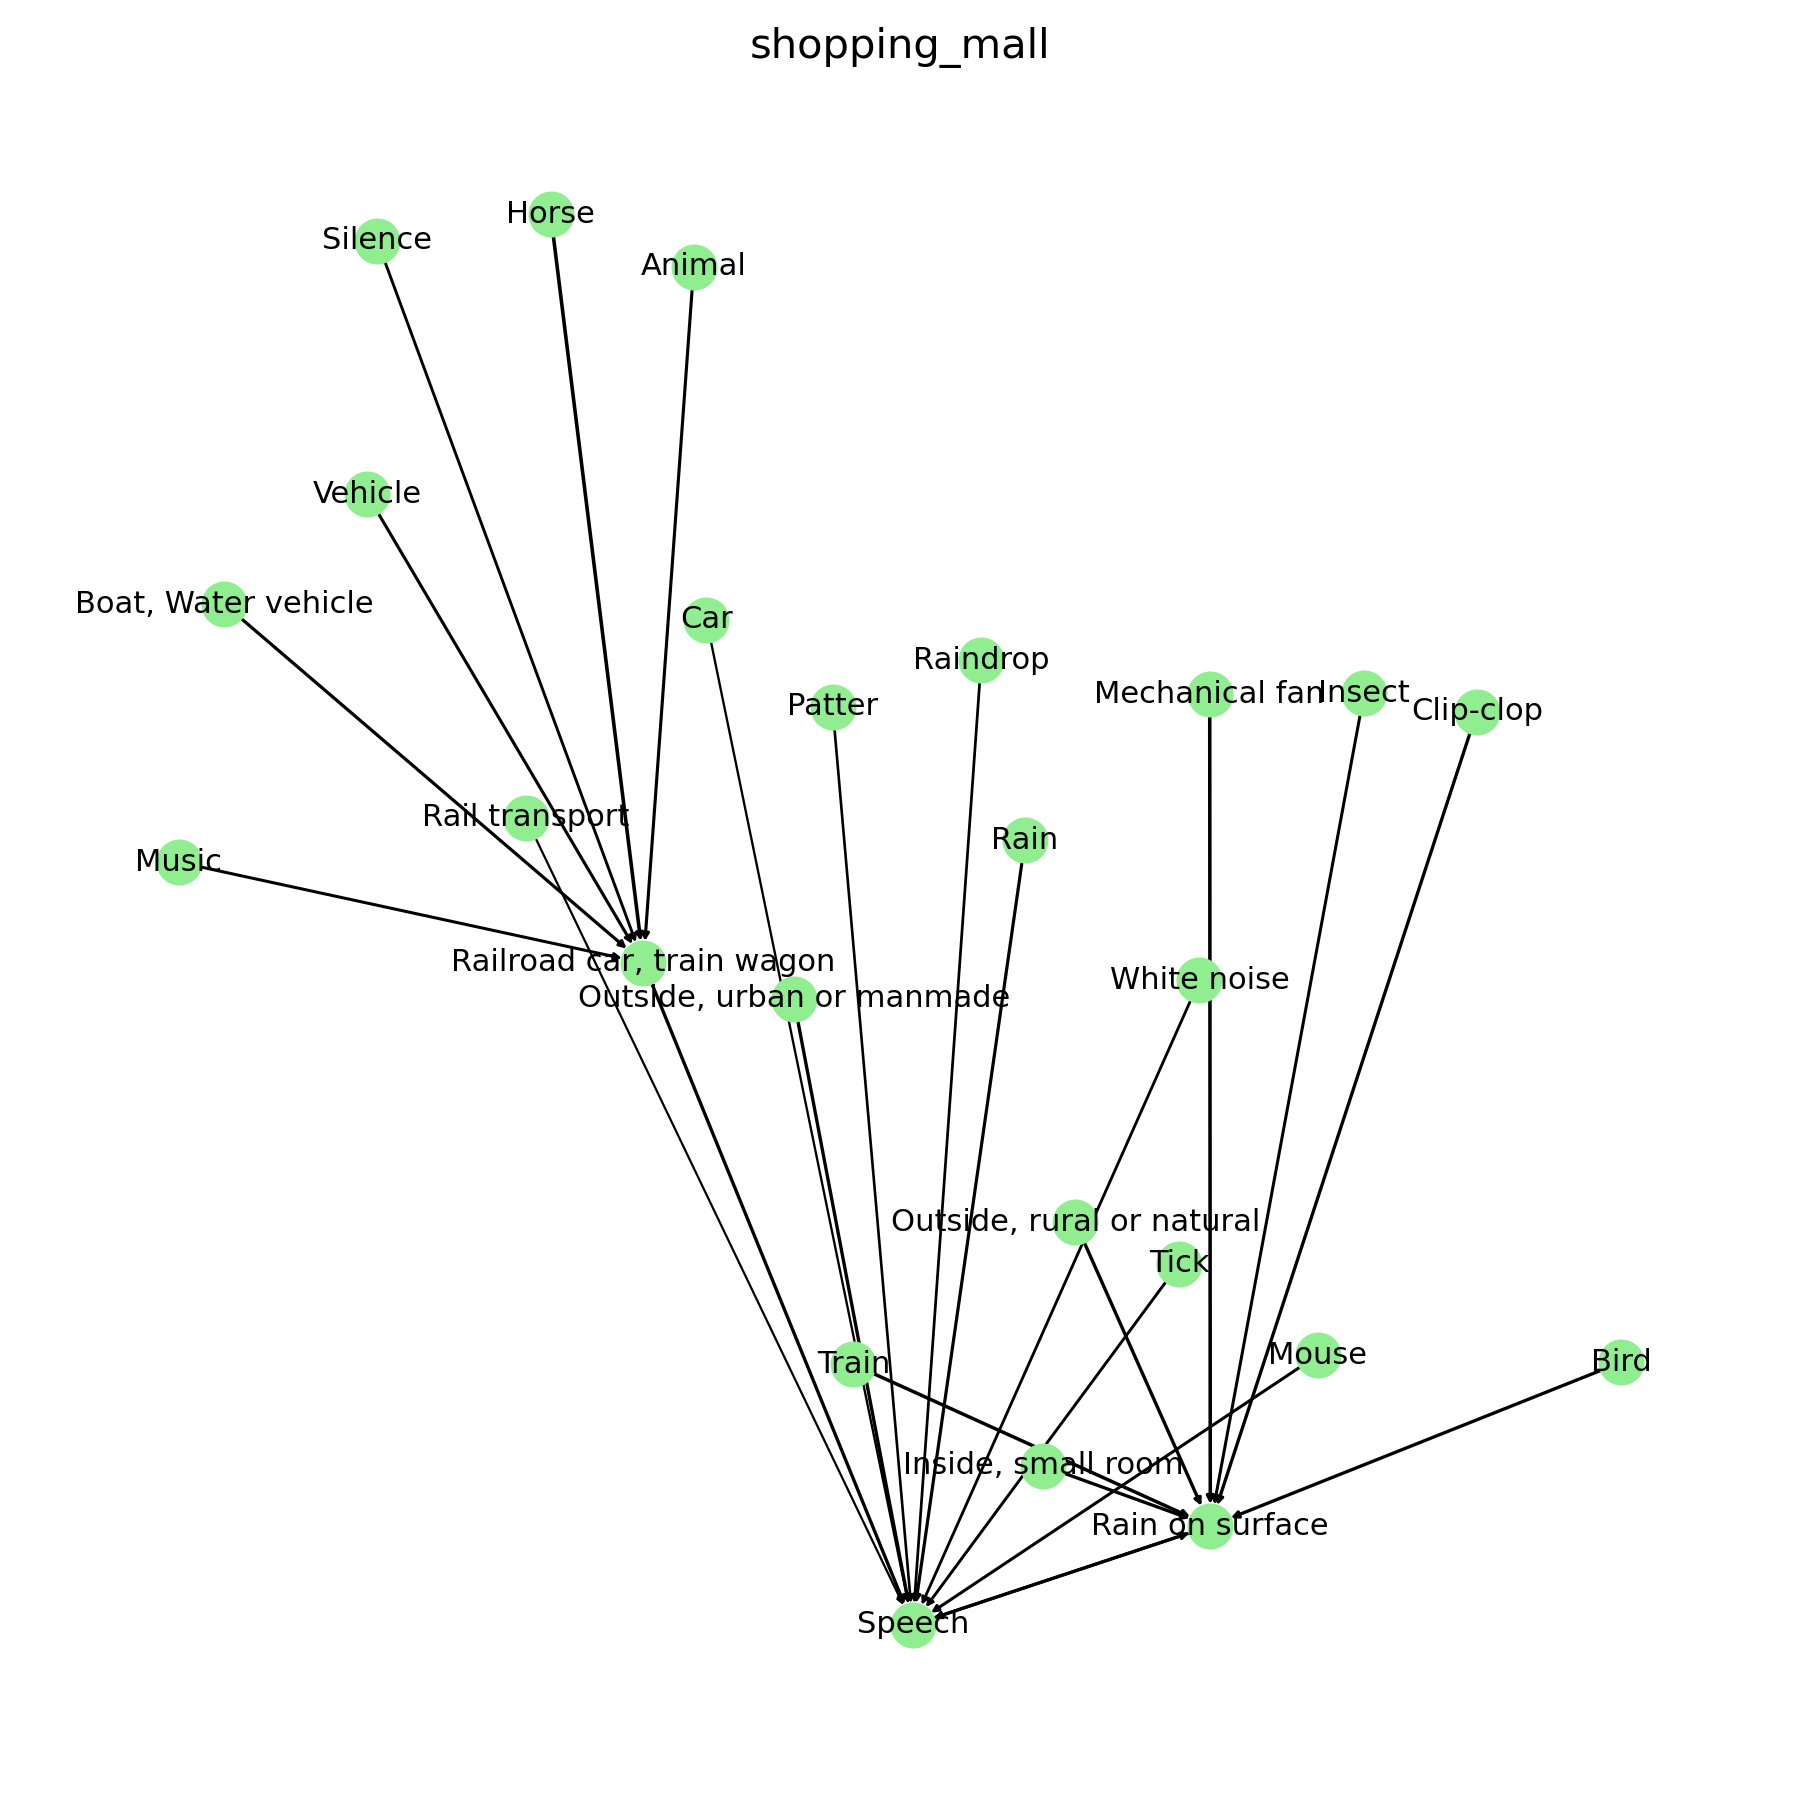 shopping_mall
Horse
Silence
Animal
Vehicle
Boat, Water vehicle
Car
Raindrop
Mechanical fan
Insect
Patter
Clip-clop
Rail transport
Rain
Music
Railroad car, train wagon
White noise
Outside, urban or manmade
Outside, rural or natural
Tick
Mouse
Train
Bird
Inside, small room
Rain on surface
Speech